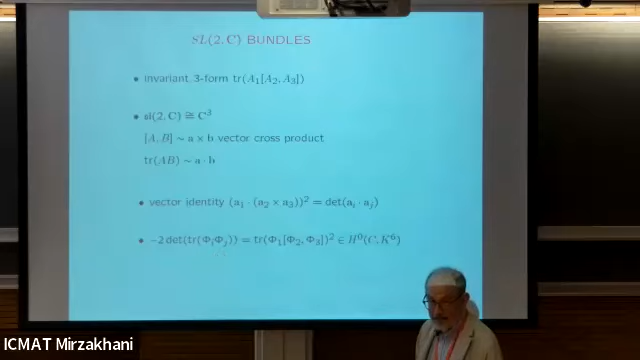 SL(2, C) BUNDLES
• invariant 3-form tr(A₁[A₂, A₃])
• sl(2, C) ≅ C³
[A, B] ∼ a × b vector cross product
tr(AB) ∼ a · b
• vector identity (a₁ · (a₂ × a₃))² = det(aᵢ · aⱼ)
• −2 det(tr(ΦᵢΦⱼ)) = tr(Φ₁[Φ₂, Φ₃])² ∈ H⁰(C, K⁶)
ICMAT Mirzakhani